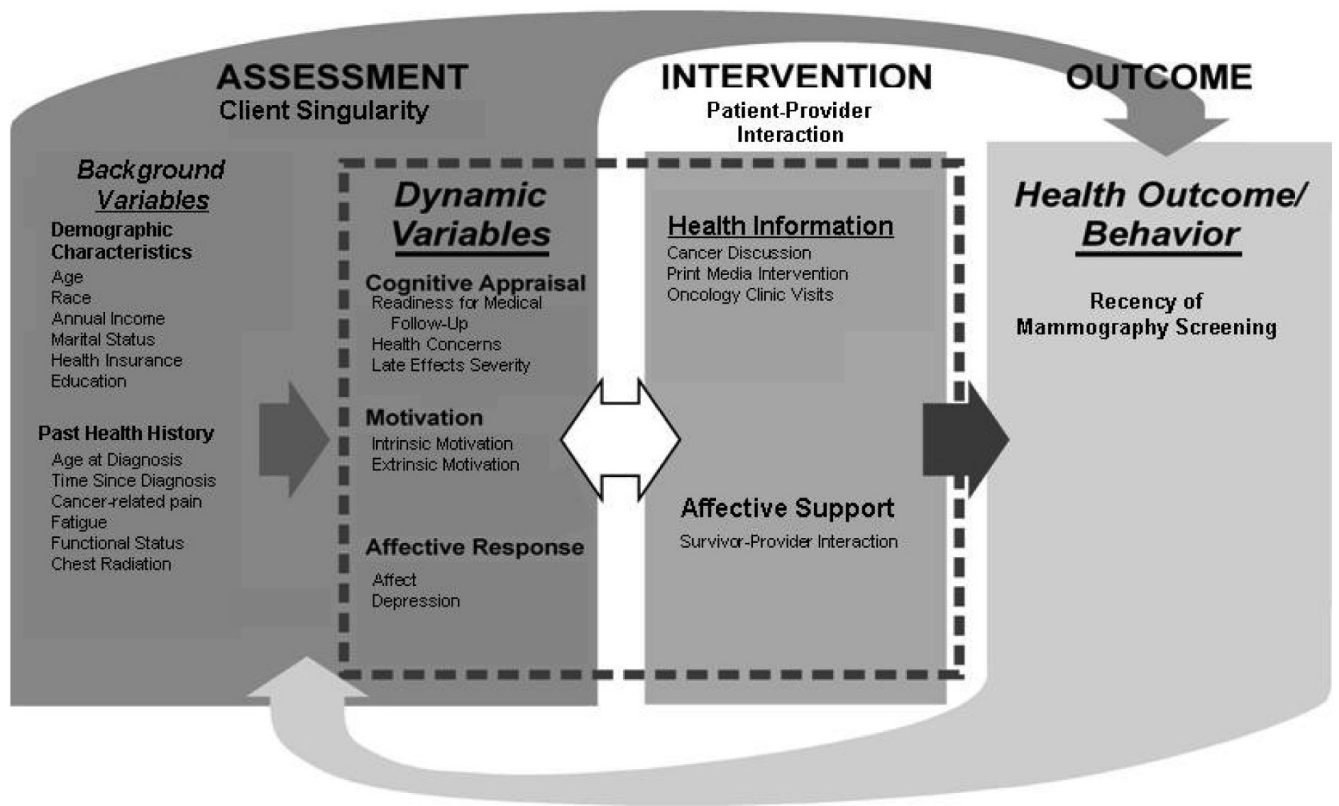 ASSESSMENT
Client Singularity
Background
Variables
Demographic
Characteristics
Age
Race
Annual Income
Marital Status
Health Insurance
Education
Past Health History
Age at Diagnosis
Time Since Diagnosis
Cancer-related pain
Fatigue
Functional Status
Chest Radiation
Dynamic
Variables
Cognitive Appraisal
Readiness for Medical
Follow-Up
Health Concerns
Late Effects Severity
Motivation
Intrinsic Motivation
Extrinsic Motivation
Affective Response
Affect
Depression
INTERVENTION
Patient-Provider
Interaction
Health Information
Cancer Discussion
Print Media Intervention
Oncology Clinic Visits
Affective Support
Survivor-Provider Interaction
OUTCOME
Health Outcome/
Behavior
Recency of
Mammography Screening